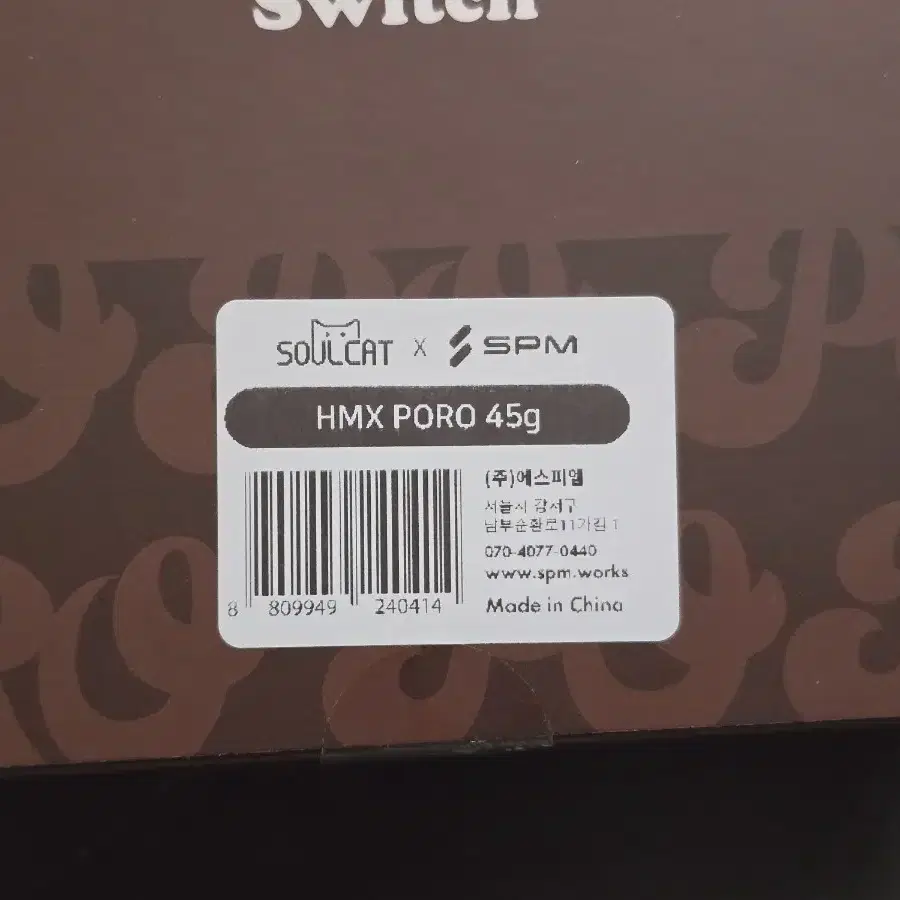 Switch
SOULCAT X SPM
HMX PORO 45g
(주)에스피엠
서울시 강서구
남부순환로11가길 1
070-4077-0440
www.spm.works
Made in China
8 809949 240414